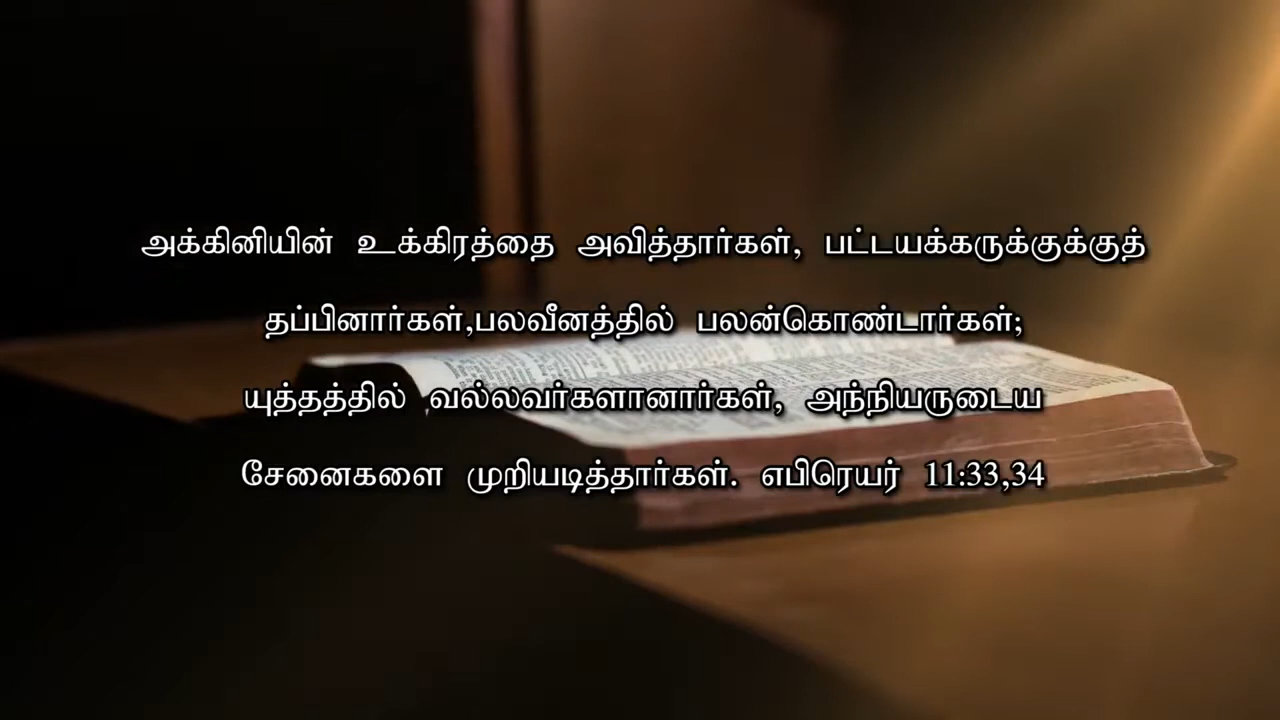 அக்கினியின் உக்கிரத்தை அவித்தார்கள், பட்டயக்கருக்குக்குத்
தப்பினார்கள்,பலவீனத்தில் பலன்கொண்டார்கள்;
யுத்தத்தில் வல்லவர்களானார்கள், அந்நியருடைய
சேனைகளை முறியடித்தார்கள். எபிரெயர் 11:33,34